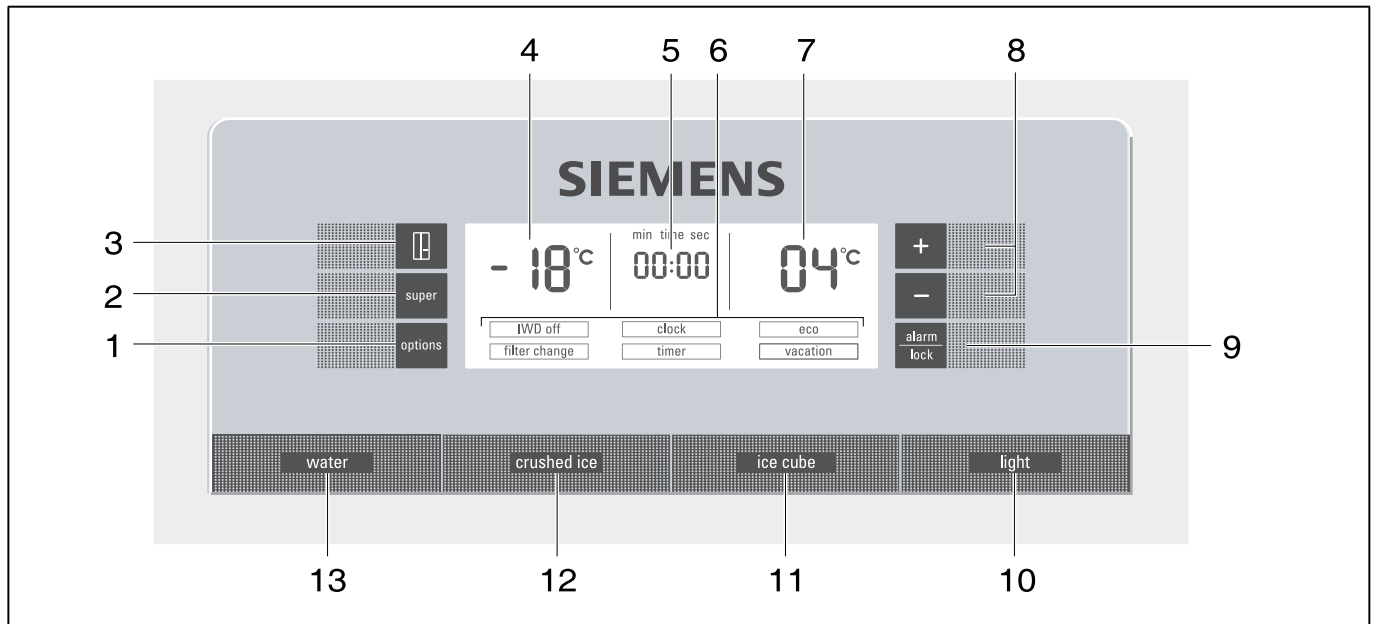 4 5 6 7 8
SIEMENS
3
min time sec
- 18 °C 00:00 04 °C
+
2 super
−
IWD off clock eco
1 options
filter change timer vacation
alarm
lock
9
water crushed ice ice cube light
13 12 11 10